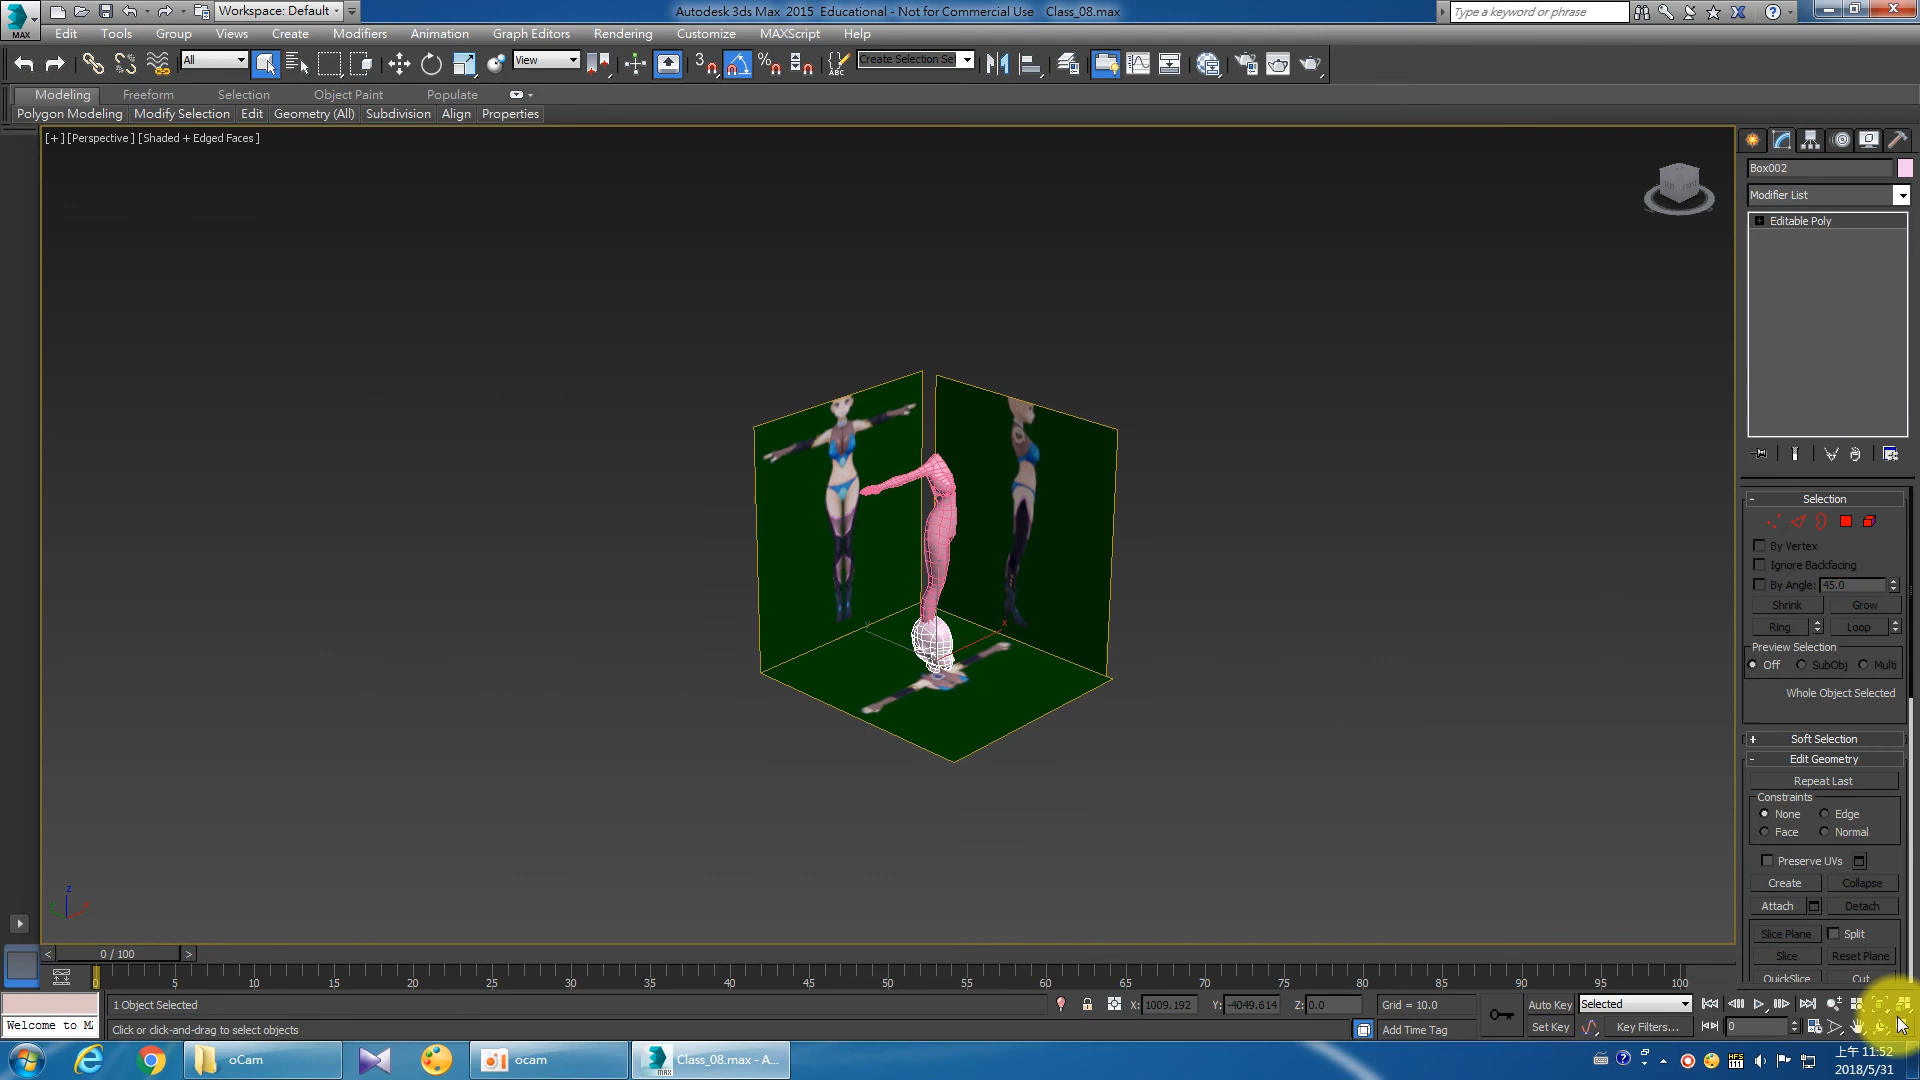 MAX
Workspace: Default
Autodesk 3ds Max  2015  Educational - Not for Commercial Use    Class_08.max
Type a keyword or phrase
Edit Tools Group Views Create Modifiers Animation Graph Editors Rendering Customize MAXScript Help
All
View
3
ABC
Create Selection Se
Modeling Freeform Selection Object Paint Populate
Polygon Modeling Modify Selection Edit Geometry (All) Subdivision Align Properties
[+] [Perspective ] [Shaded + Edged Faces ]
Box002
Modifier List
Editable Poly
Selection
By Vertex
Ignore Backfacing
By Angle: 45.0
Shrink Grow
Ring Loop
Preview Selection
Off SubObj Multi
Whole Object Selected
Soft Selection
Edit Geometry
Repeat Last
Constraints
None Edge
Face Normal
Preserve UVs
Create Collapse
Attach Detach
Slice Plane Split
Slice Reset Plane
QuickSlice Cut
x
y
z
< 0 / 100 >
0 5 10 15 20 25 30 35 40 45 50 55 60 65 70 75 80 85 90 95 100
1 Object Selected
X: 1009.192 Y: -4049.614 Z: 0.0 Grid = 10.0
Auto Key Selected
Welcome to M
Click or click-and-drag to select objects
Add Time Tag
Set Key Key Filters... 0
oCam
ocam
Class_08.max - A...
上午 11:52
2018/5/31